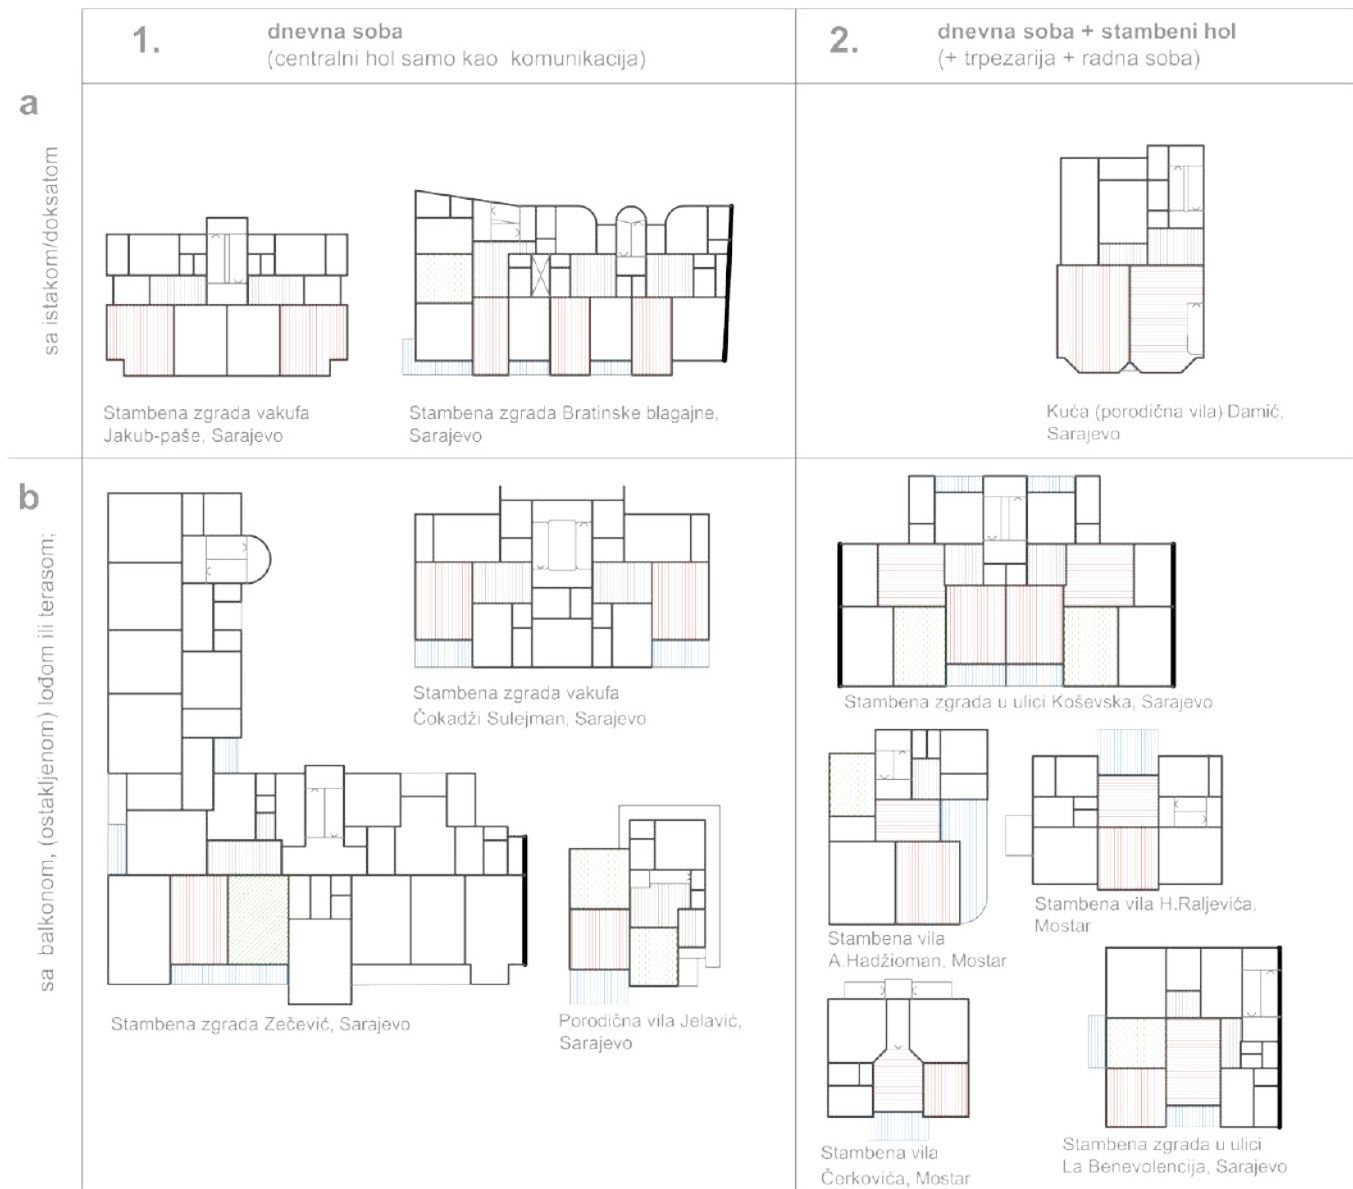 1.
dnevna soba
(centralni hol samo kao komunikacija)
2.
dnevna soba + stambeni hol
(+ trpezarija + radna soba)
a
sa istakom/doksatom
Stambena zgrada vakufa
Jakub-paše, Sarajevo
Stambena zgrada Bratinske blagajne,
Sarajevo
Kuća (porodična vila) Damić,
Sarajevo
b
sa balkonom, (ostakljenom) lođom ili terasom;
Stambena zgrada vakufa
Čokadži Sulejman, Sarajevo
Stambena zgrada Zečević, Sarajevo
Porodična vila Jelavić,
Sarajevo
Stambena zgrada u ulici Koševska, Sarajevo
Stambena vila
A.Hadžioman, Mostar
Stambena vila H.Raljevića,
Mostar
Stambena vila
Čerkovića, Mostar
Stambena zgrada u ulici
La Benevolencija, Sarajevo